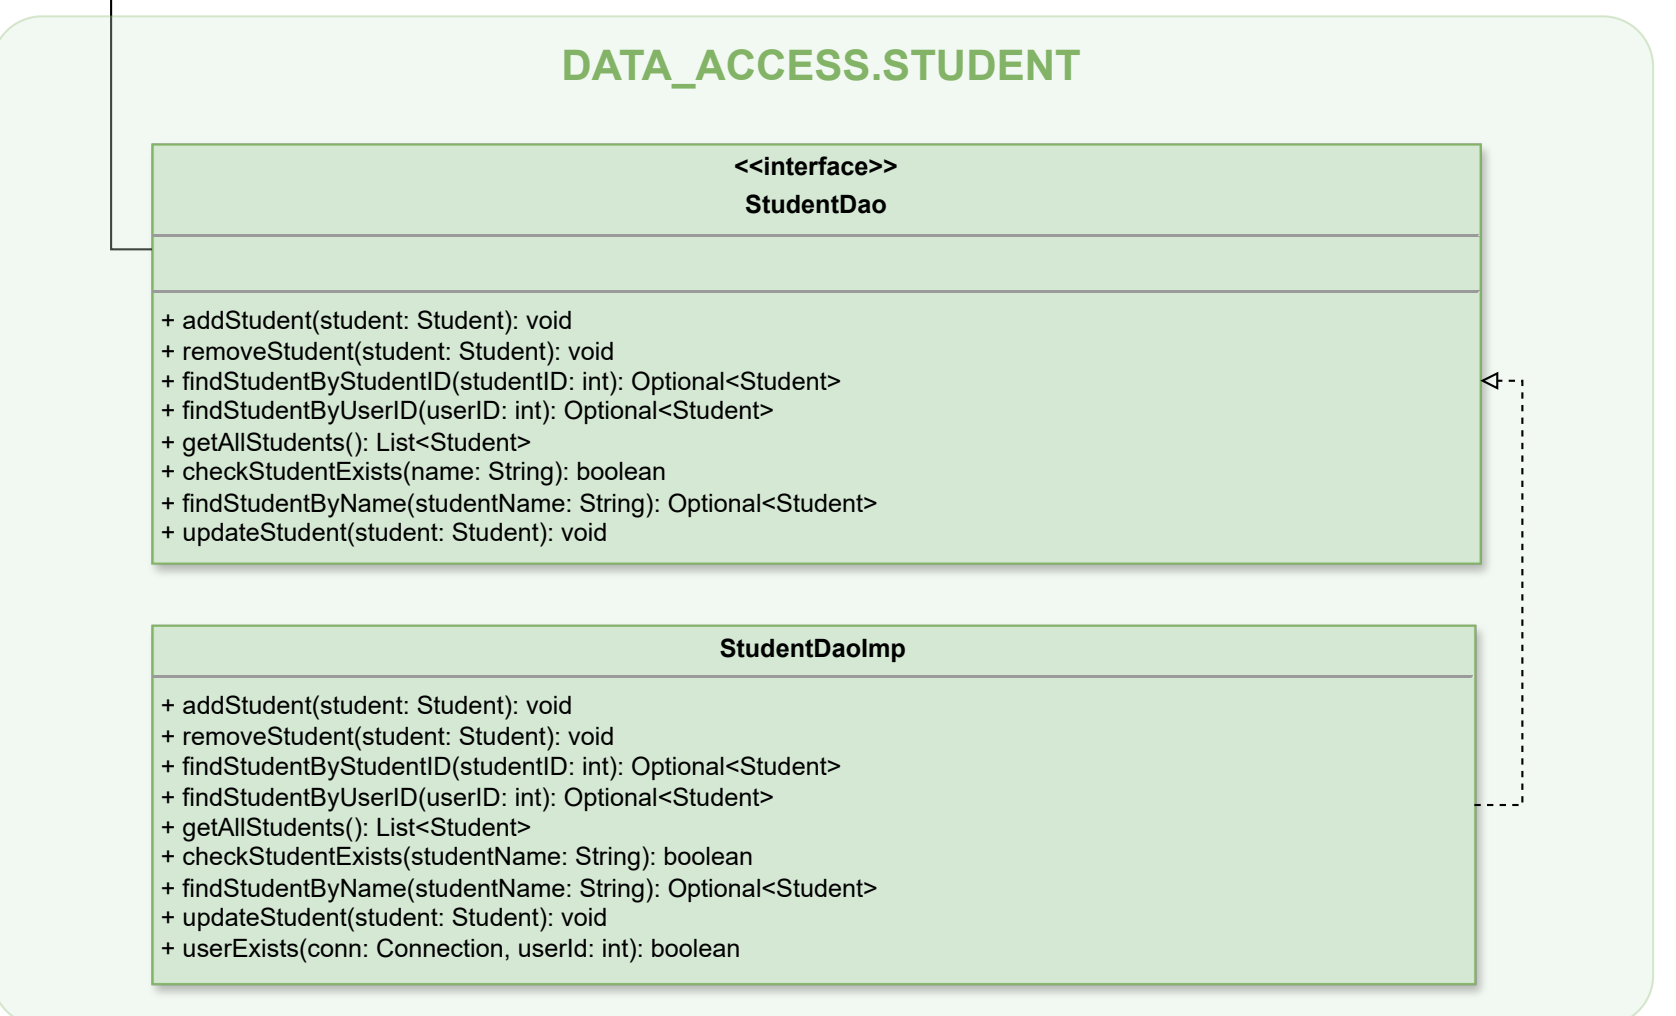 DATA_ACCESS.STUDENT
<<interface>>
StudentDao
+ addStudent(student: Student): void
+ removeStudent(student: Student): void
+ findStudentByStudentID(studentID: int): Optional<Student>
+ findStudentByUserID(userID: int): Optional<Student>
+ getAllStudents(): List<Student>
+ checkStudentExists(name: String): boolean
+ findStudentByName(studentName: String): Optional<Student>
+ updateStudent(student: Student): void
StudentDaoImp
+ addStudent(student: Student): void
+ removeStudent(student: Student): void
+ findStudentByStudentID(studentID: int): Optional<Student>
+ findStudentByUserID(userID: int): Optional<Student>
+ getAllStudents(): List<Student>
+ checkStudentExists(studentName: String): boolean
+ findStudentByName(studentName: String): Optional<Student>
+ updateStudent(student: Student): void
+ userExists(conn: Connection, userId: int): boolean